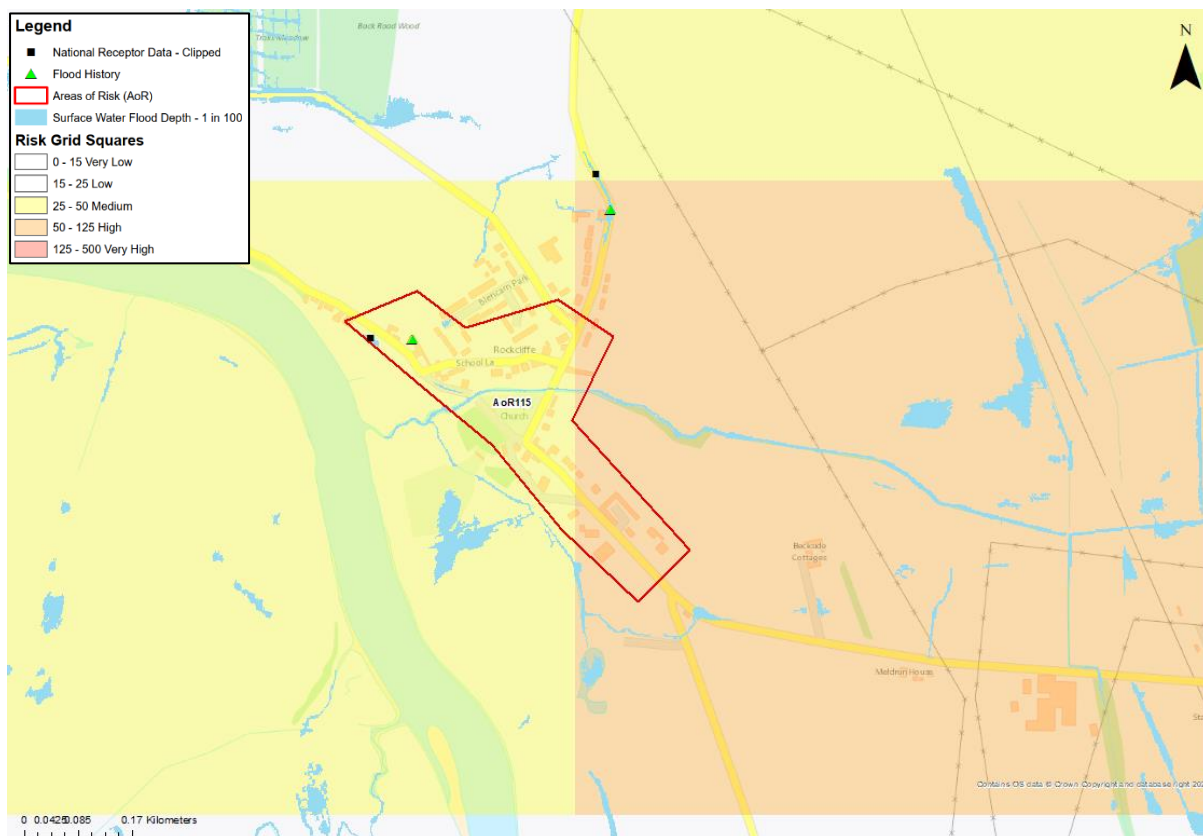 Legend
National Receptor Data - Clipped
Flood History
Areas of Risk (AoR)
Surface Water Flood Depth - 1 in 100
Risk Grid Squares
0 - 15 Very Low
15 - 25 Low
25 - 50 Medium
50 - 125 High
125 - 500 Very High
Back Road Wood
N
Park
Rockcliffe
School La
AoR115
Church
Cottages
Meldrum House
Contains OS data © Crown Copyright and database right 202
0 0.0425 0.085 0.17 Kilometers